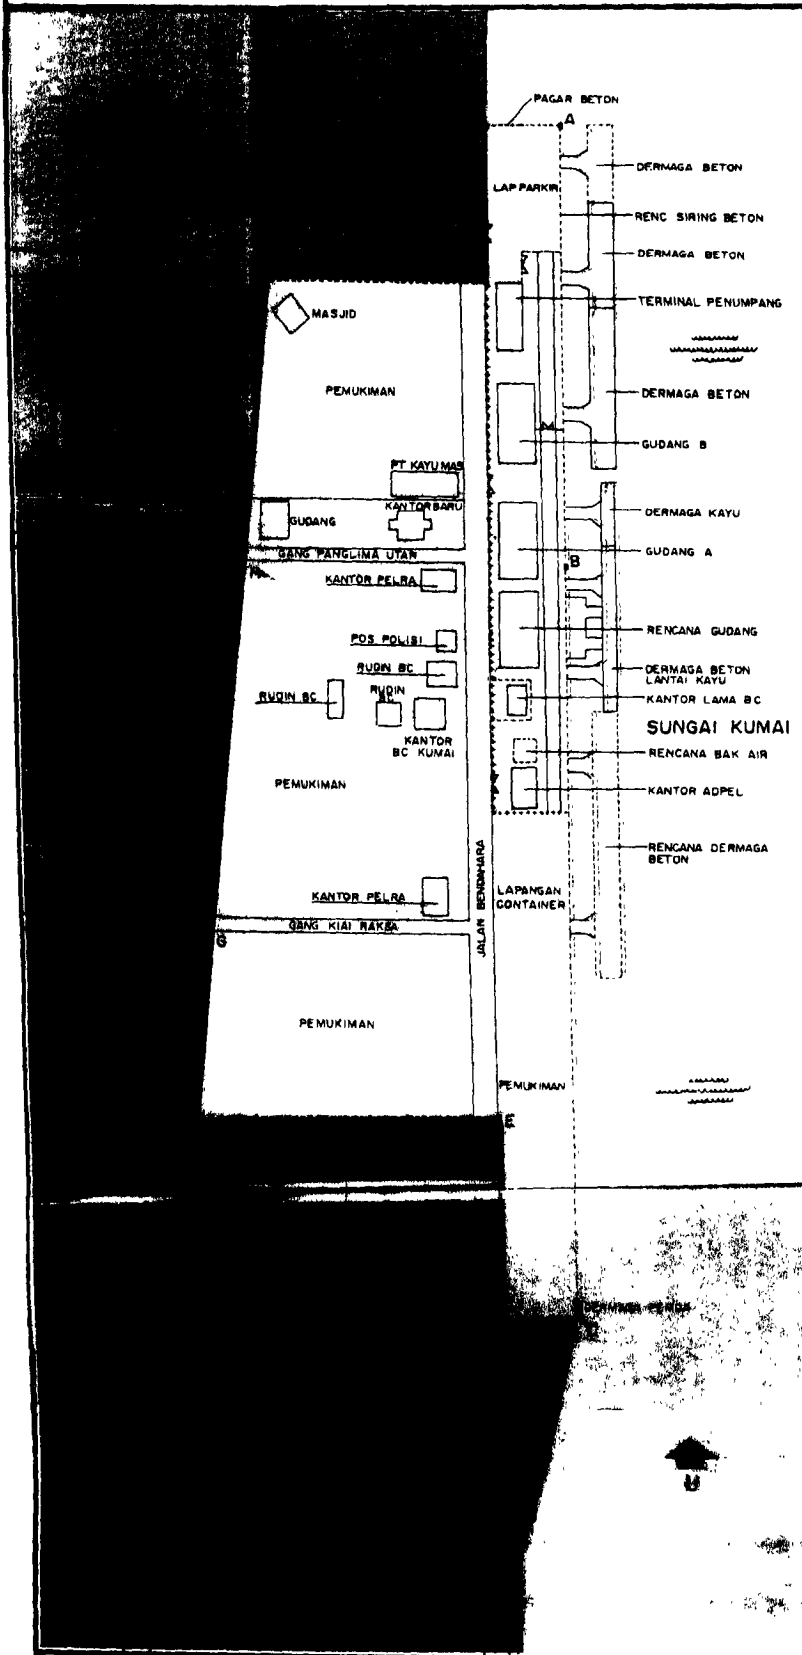 PAGAR BETON
A
DERMAGA BETON
LAP PARKIR
RENC SIRING BETON
DERMAGA BETON
TERMINAL PENUMPANG
MASJID
PEMUKIMAN
DERMAGA BETON
GUDANG B
PT KAYU MAS
KANTOR BARU
GUDANG
DERMAGA KAYU
GUDANG A
GANG PANGLIMA UTAR
B
KANTOR PELRA
RENCANA GUDANG
POS POLISI
RUDIN BC
DERMAGA BETON
LANTAI KAYU
RUDIN BC
RUDIN
BC
KANTOR LAMA BC
SUNGAI KUMAI
KANTOR
BC KUMAI
RENCANA BAK AIR
PEMUKIMAN
KANTOR ADPEL
JALAN BENDAHARA
RENCANA DERMAGA
BETON
LAPANGAN
CONTAINER
KANTOR PELRA
GANG KIAI RAKSA
G
PEMUKIMAN
PEMUKIMAN
E
U